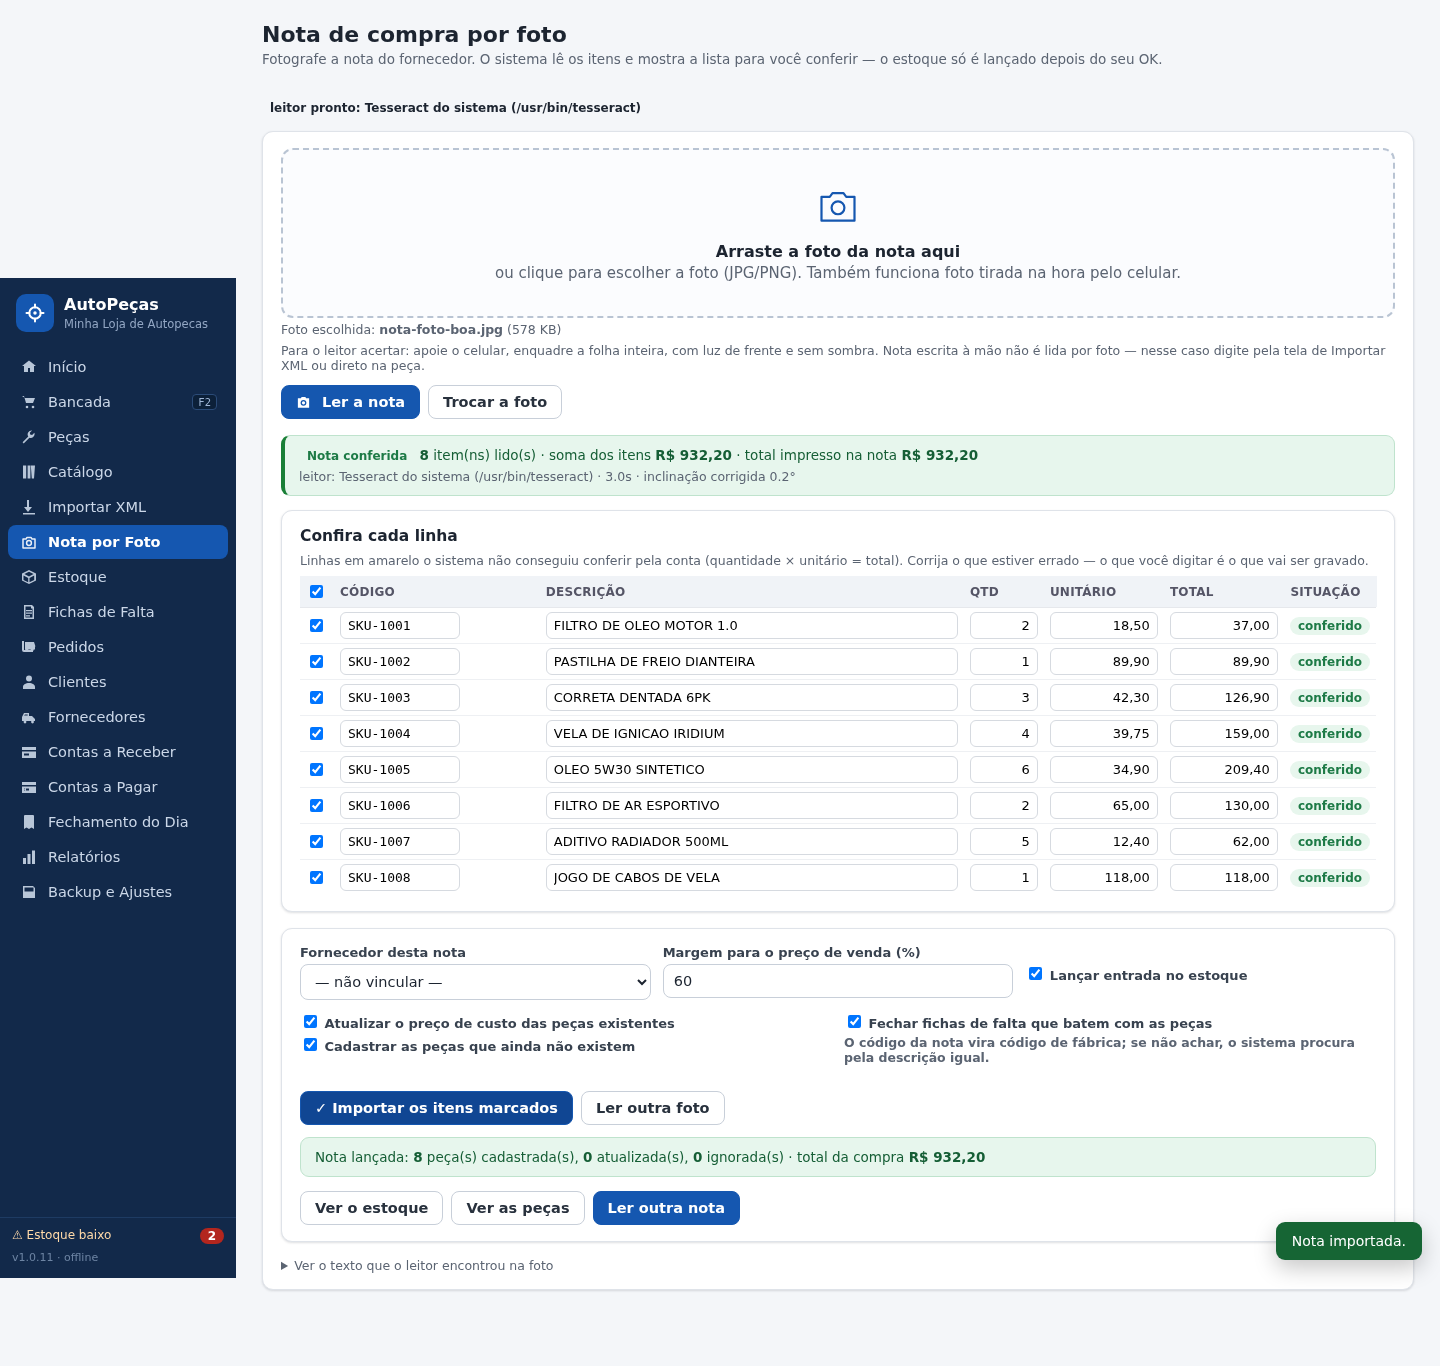 Nota de compra por foto
Fotografe a nota do fornecedor. O sistema lê os itens e mostra a lista para você conferir — o estoque só é lançado depois do seu OK.
leitor pronto: Tesseract do sistema (/usr/bin/tesseract)
Arraste a foto da nota aqui
ou clique para escolher a foto (JPG/PNG). Também funciona foto tirada na hora pelo celular.
Foto escolhida: nota-foto-boa.jpg (578 KB)
Para o leitor acertar: apoie o celular, enquadre a folha inteira, com luz de frente e sem sombra. Nota escrita à mão não é lida por foto — nesse caso digite pela tela de Importar
XML ou direto na peça.
Ler a nota Trocar a foto
Nota conferida 8 item(ns) lido(s) · soma dos itens R$ 932,20 · total impresso na nota R$ 932,20
leitor: Tesseract do sistema (/usr/bin/tesseract) · 3.0s · inclinação corrigida 0.2°
Confira cada linha
Linhas em amarelo o sistema não conseguiu conferir pela conta (quantidade × unitário = total). Corrija o que estiver errado — o que você digitar é o que vai ser gravado.
CÓDIGO DESCRIÇÃO QTD UNITÁRIO TOTAL SITUAÇÃO
SKU-1001 FILTRO DE OLEO MOTOR 1.0 2 18,50 37,00 conferido
SKU-1002 PASTILHA DE FREIO DIANTEIRA 1 89,90 89,90 conferido
SKU-1003 CORRETA DENTADA 6PK 3 42,30 126,90 conferido
SKU-1004 VELA DE IGNICAO IRIDIUM 4 39,75 159,00 conferido
SKU-1005 OLEO 5W30 SINTETICO 6 34,90 209,40 conferido
SKU-1006 FILTRO DE AR ESPORTIVO 2 65,00 130,00 conferido
SKU-1007 ADITIVO RADIADOR 500ML 5 12,40 62,00 conferido
SKU-1008 JOGO DE CABOS DE VELA 1 118,00 118,00 conferido
Fornecedor desta nota Margem para o preço de venda (%)
— não vincular — 60 Lançar entrada no estoque
Atualizar o preço de custo das peças existentes
Cadastrar as peças que ainda não existem
Fechar fichas de falta que batem com as peças
O código da nota vira código de fábrica; se não achar, o sistema procura
pela descrição igual.
✓ Importar os itens marcados Ler outra foto
Nota lançada: 8 peça(s) cadastrada(s), 0 atualizada(s), 0 ignorada(s) · total da compra R$ 932,20
Ver o estoque Ver as peças Ler outra nota
Ver o texto que o leitor encontrou na foto
Nota importada.
AutoPeças
Minha Loja de Autopecas
Início
Bancada F2
Peças
Catálogo
Importar XML
Nota por Foto
Estoque
Fichas de Falta
Pedidos
Clientes
Fornecedores
Contas a Receber
Contas a Pagar
Fechamento do Dia
Relatórios
Backup e Ajustes
⚠ Estoque baixo 2
v1.0.11 · offline